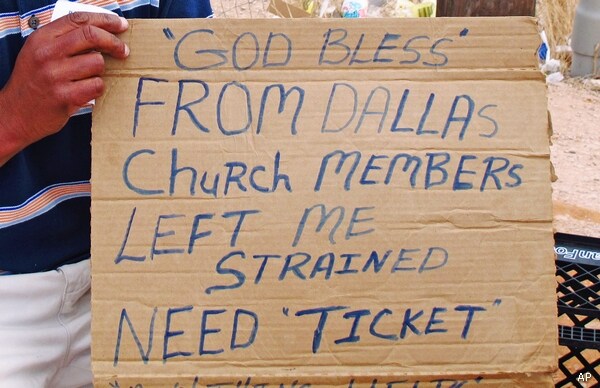 "GOD BLESS"
FROM DALLAS
ChuRch MEMBERS
LEFT ME
STRAINED
NEED "TICKET"
AP